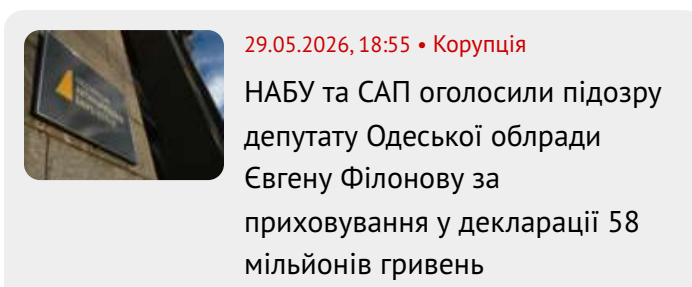 29.05.2026, 18:55 • Корупція
НАБУ та САП оголосили підозру
депутату Одеської облради
Євгену Філонову за
приховування у декларації 58
мільйонів гривень